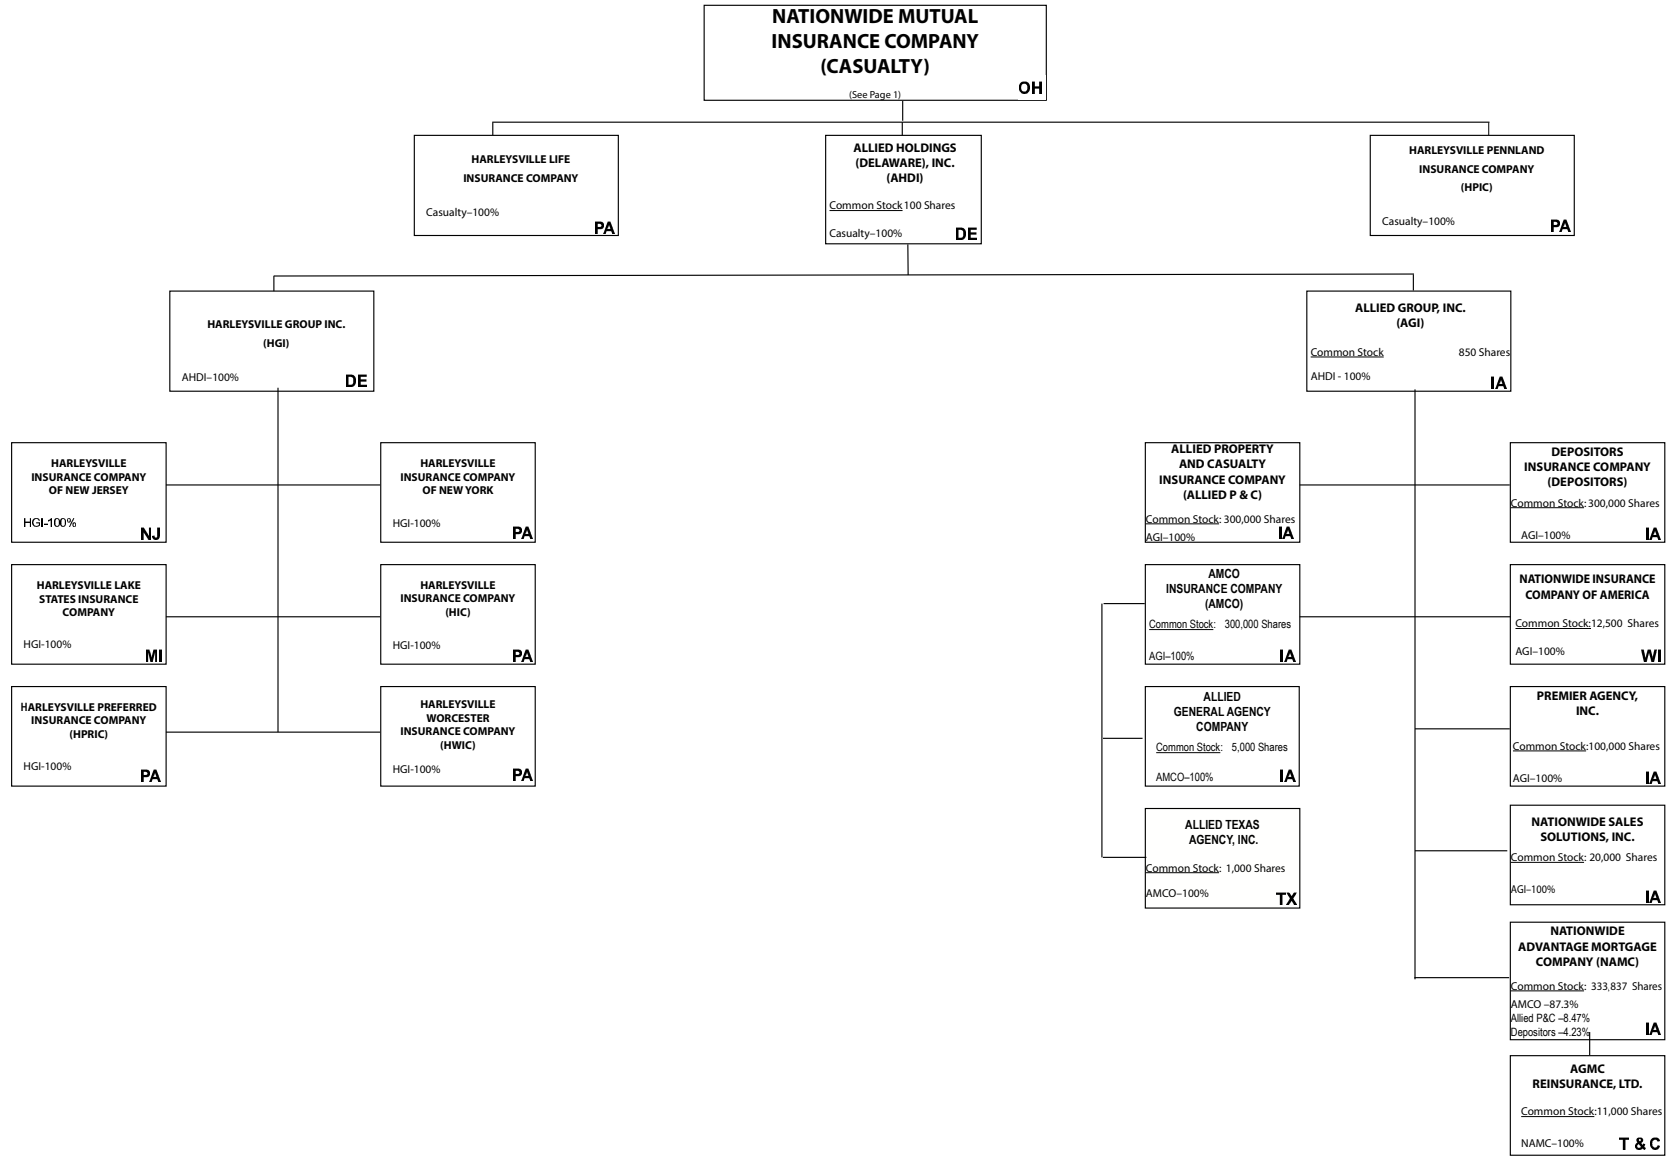 NATIONWIDE MUTUAL
INSURANCE COMPANY
(CASUALTY)
(See Page 1)
OH
HARLEYSVILLE LIFE
INSURANCE COMPANY
Casualty–100%
PA
ALLIED HOLDINGS
(DELAWARE), INC.
(AHDI)
Common Stock 100 Shares
Casualty–100%
DE
HARLEYSVILLE PENNLAND
INSURANCE COMPANY
(HPIC)
Casualty–100%
PA
HARLEYSVILLE GROUP INC.
(HGI)
AHDI–100%
DE
ALLIED GROUP, INC.
(AGI)
Common Stock 850 Shares
AHDI - 100%
IA
HARLEYSVILLE
INSURANCE COMPANY
OF NEW JERSEY
HGI-100%
NJ
HARLEYSVILLE
INSURANCE COMPANY
OF NEW YORK
HGI-100%
PA
ALLIED PROPERTY
AND CASUALTY
INSURANCE COMPANY
(ALLIED P & C)
Common Stock: 300,000 Shares
AGI–100%
IA
DEPOSITORS
INSURANCE COMPANY
(DEPOSITORS)
Common Stock: 300,000 Shares
AGI–100%
IA
HARLEYSVILLE LAKE
STATES INSURANCE
COMPANY
HGI-100%
MI
HARLEYSVILLE
INSURANCE COMPANY
(HIC)
HGI-100%
PA
AMCO
INSURANCE COMPANY
(AMCO)
Common Stock: 300,000 Shares
AGI–100%
IA
NATIONWIDE INSURANCE
COMPANY OF AMERICA
Common Stock:12,500 Shares
AGI–100%
WI
HARLEYSVILLE PREFERRED
INSURANCE COMPANY
(HPRIC)
HGI-100%
PA
HARLEYSVILLE
WORCESTER
INSURANCE COMPANY
(HWIC)
HGI-100%
PA
ALLIED
GENERAL AGENCY
COMPANY
Common Stock: 5,000 Shares
AMCO–100%
IA
PREMIER AGENCY,
INC.
Common Stock:100,000 Shares
AGI–100%
IA
ALLIED TEXAS
AGENCY, INC.
Common Stock: 1,000 Shares
AMCO–100%
TX
NATIONWIDE SALES
SOLUTIONS, INC.
Common Stock: 20,000 Shares
AGI–100%
IA
NATIONWIDE
ADVANTAGE MORTGAGE
COMPANY (NAMC)
Common Stock: 333,837 Shares
AMCO –87.3%
Allied P&C –8.47%
Depositors –4.23%
IA
AGMC
REINSURANCE, LTD.
Common Stock:11,000 Shares
NAMC–100%
T & C